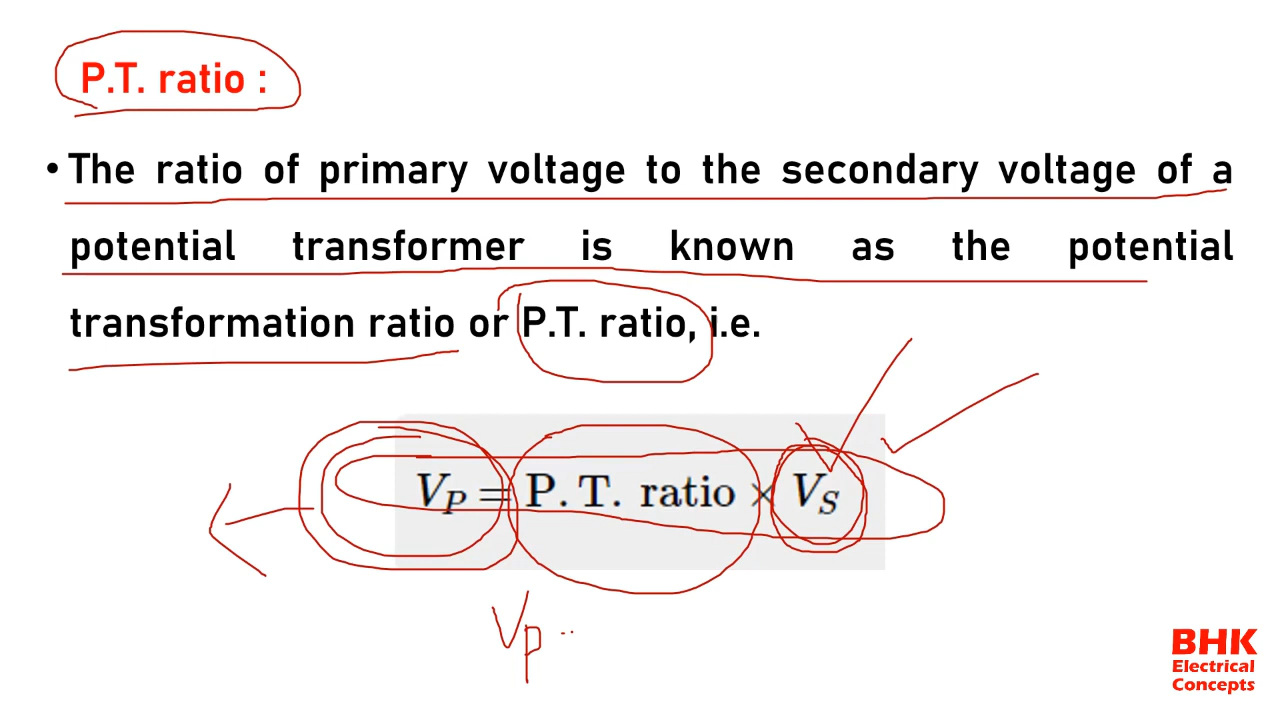 P.T. ratio :
• The ratio of primary voltage to the secondary voltage of a
potential transformer is known as the potential
transformation ratio or P.T. ratio, i.e.
V_P = P. T. ratio × V_S
Vp
BHK
Electrical
Concepts